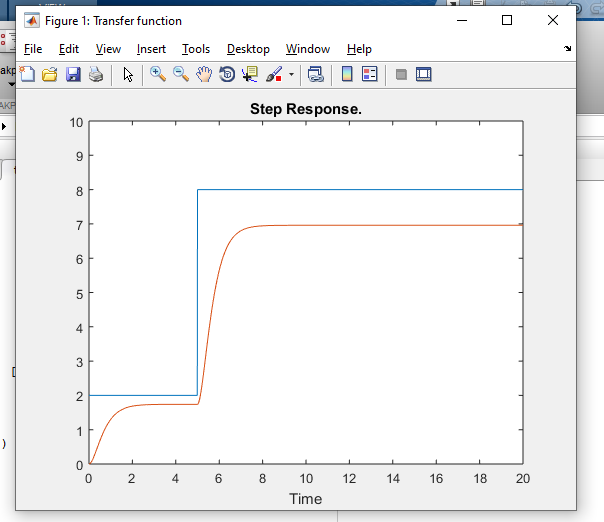 Figure 1: Transfer function
File Edit View Insert Tools Desktop Window Help
Step Response.
10
9
8
7
6
5
4
3
2
1
0
0 2 4 6 8 10 12 14 16 18 20
Time
akp
)